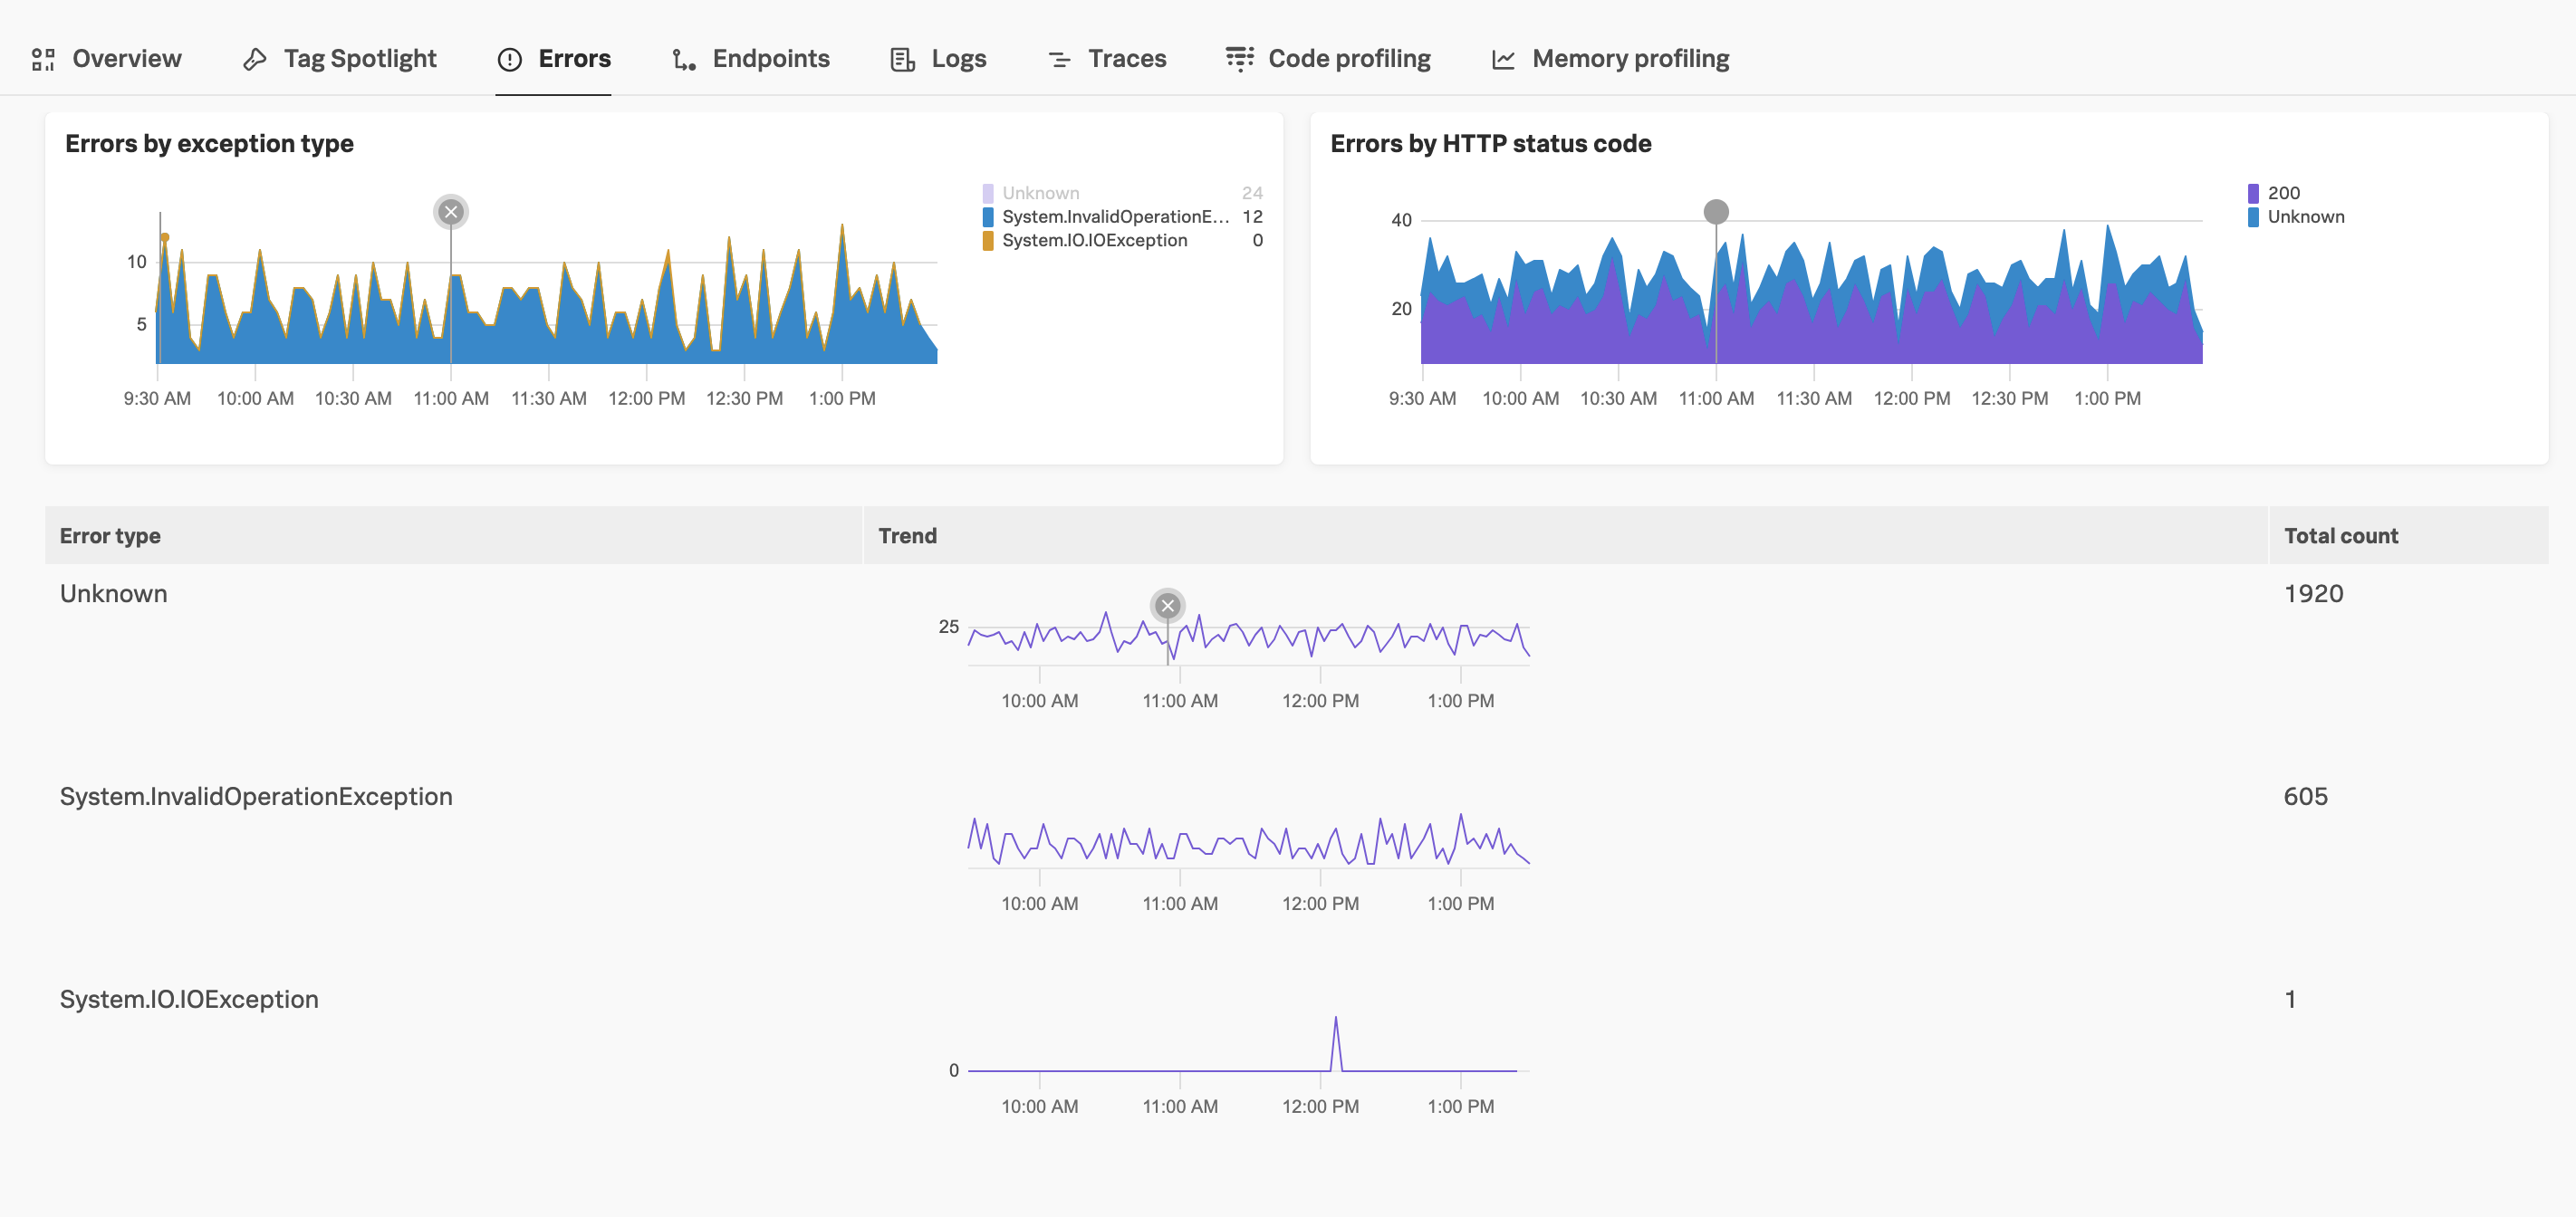 Overview Tag Spotlight Errors Endpoints Logs Traces Code profiling Memory profiling
Errors by exception type
Unknown 24
System.InvalidOperationE... 12
System.IO.IOException 0
10
5
9:30 AM 10:00 AM 10:30 AM 11:00 AM 11:30 AM 12:00 PM 12:30 PM 1:00 PM
Errors by HTTP status code
200
Unknown
40
20
9:30 AM 10:00 AM 10:30 AM 11:00 AM 11:30 AM 12:00 PM 12:30 PM 1:00 PM
Error type Trend Total count
Unknown 1920
25
10:00 AM 11:00 AM 12:00 PM 1:00 PM
System.InvalidOperationException 605
10:00 AM 11:00 AM 12:00 PM 1:00 PM
System.IO.IOException 1
0
10:00 AM 11:00 AM 12:00 PM 1:00 PM